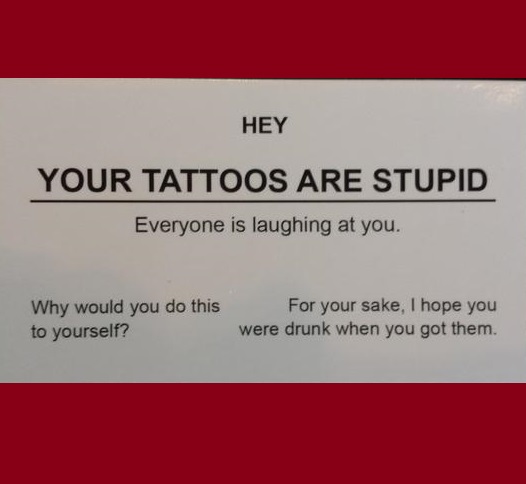 HEY
YOUR TATTOOS ARE STUPID
Everyone is laughing at you.
Why would you do this
to yourself?
For your sake, I hope you
were drunk when you got them.